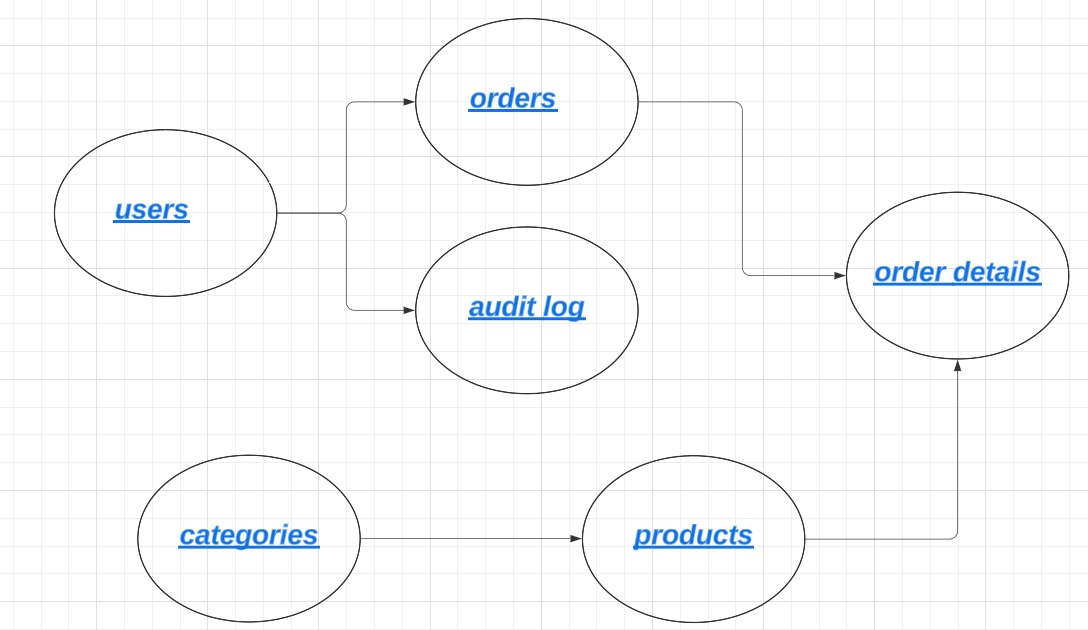 orders
users
order details
audit log
categories
products